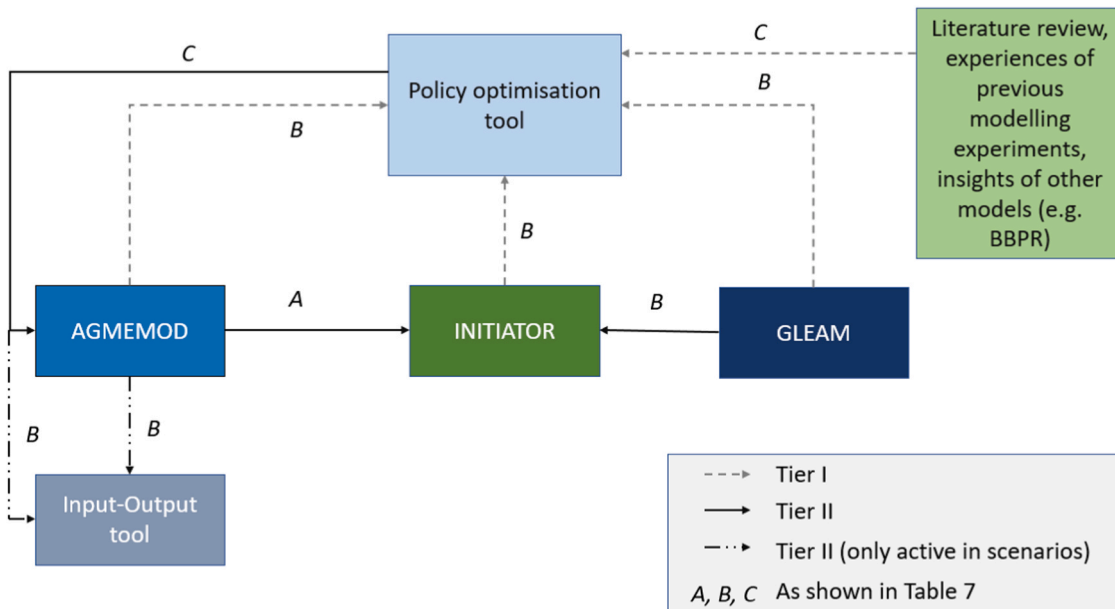 C
Policy optimisation
tool
C
B
Literature review,
experiences of
previous
modelling
experiments,
insights of other
models (e.g.
BBPR)
B
B
AGMEMOD
A
INITIATOR
B
GLEAM
B
B
Input-Output
tool
Tier I
Tier II
Tier II (only active in scenarios)
A, B, C As shown in Table 7